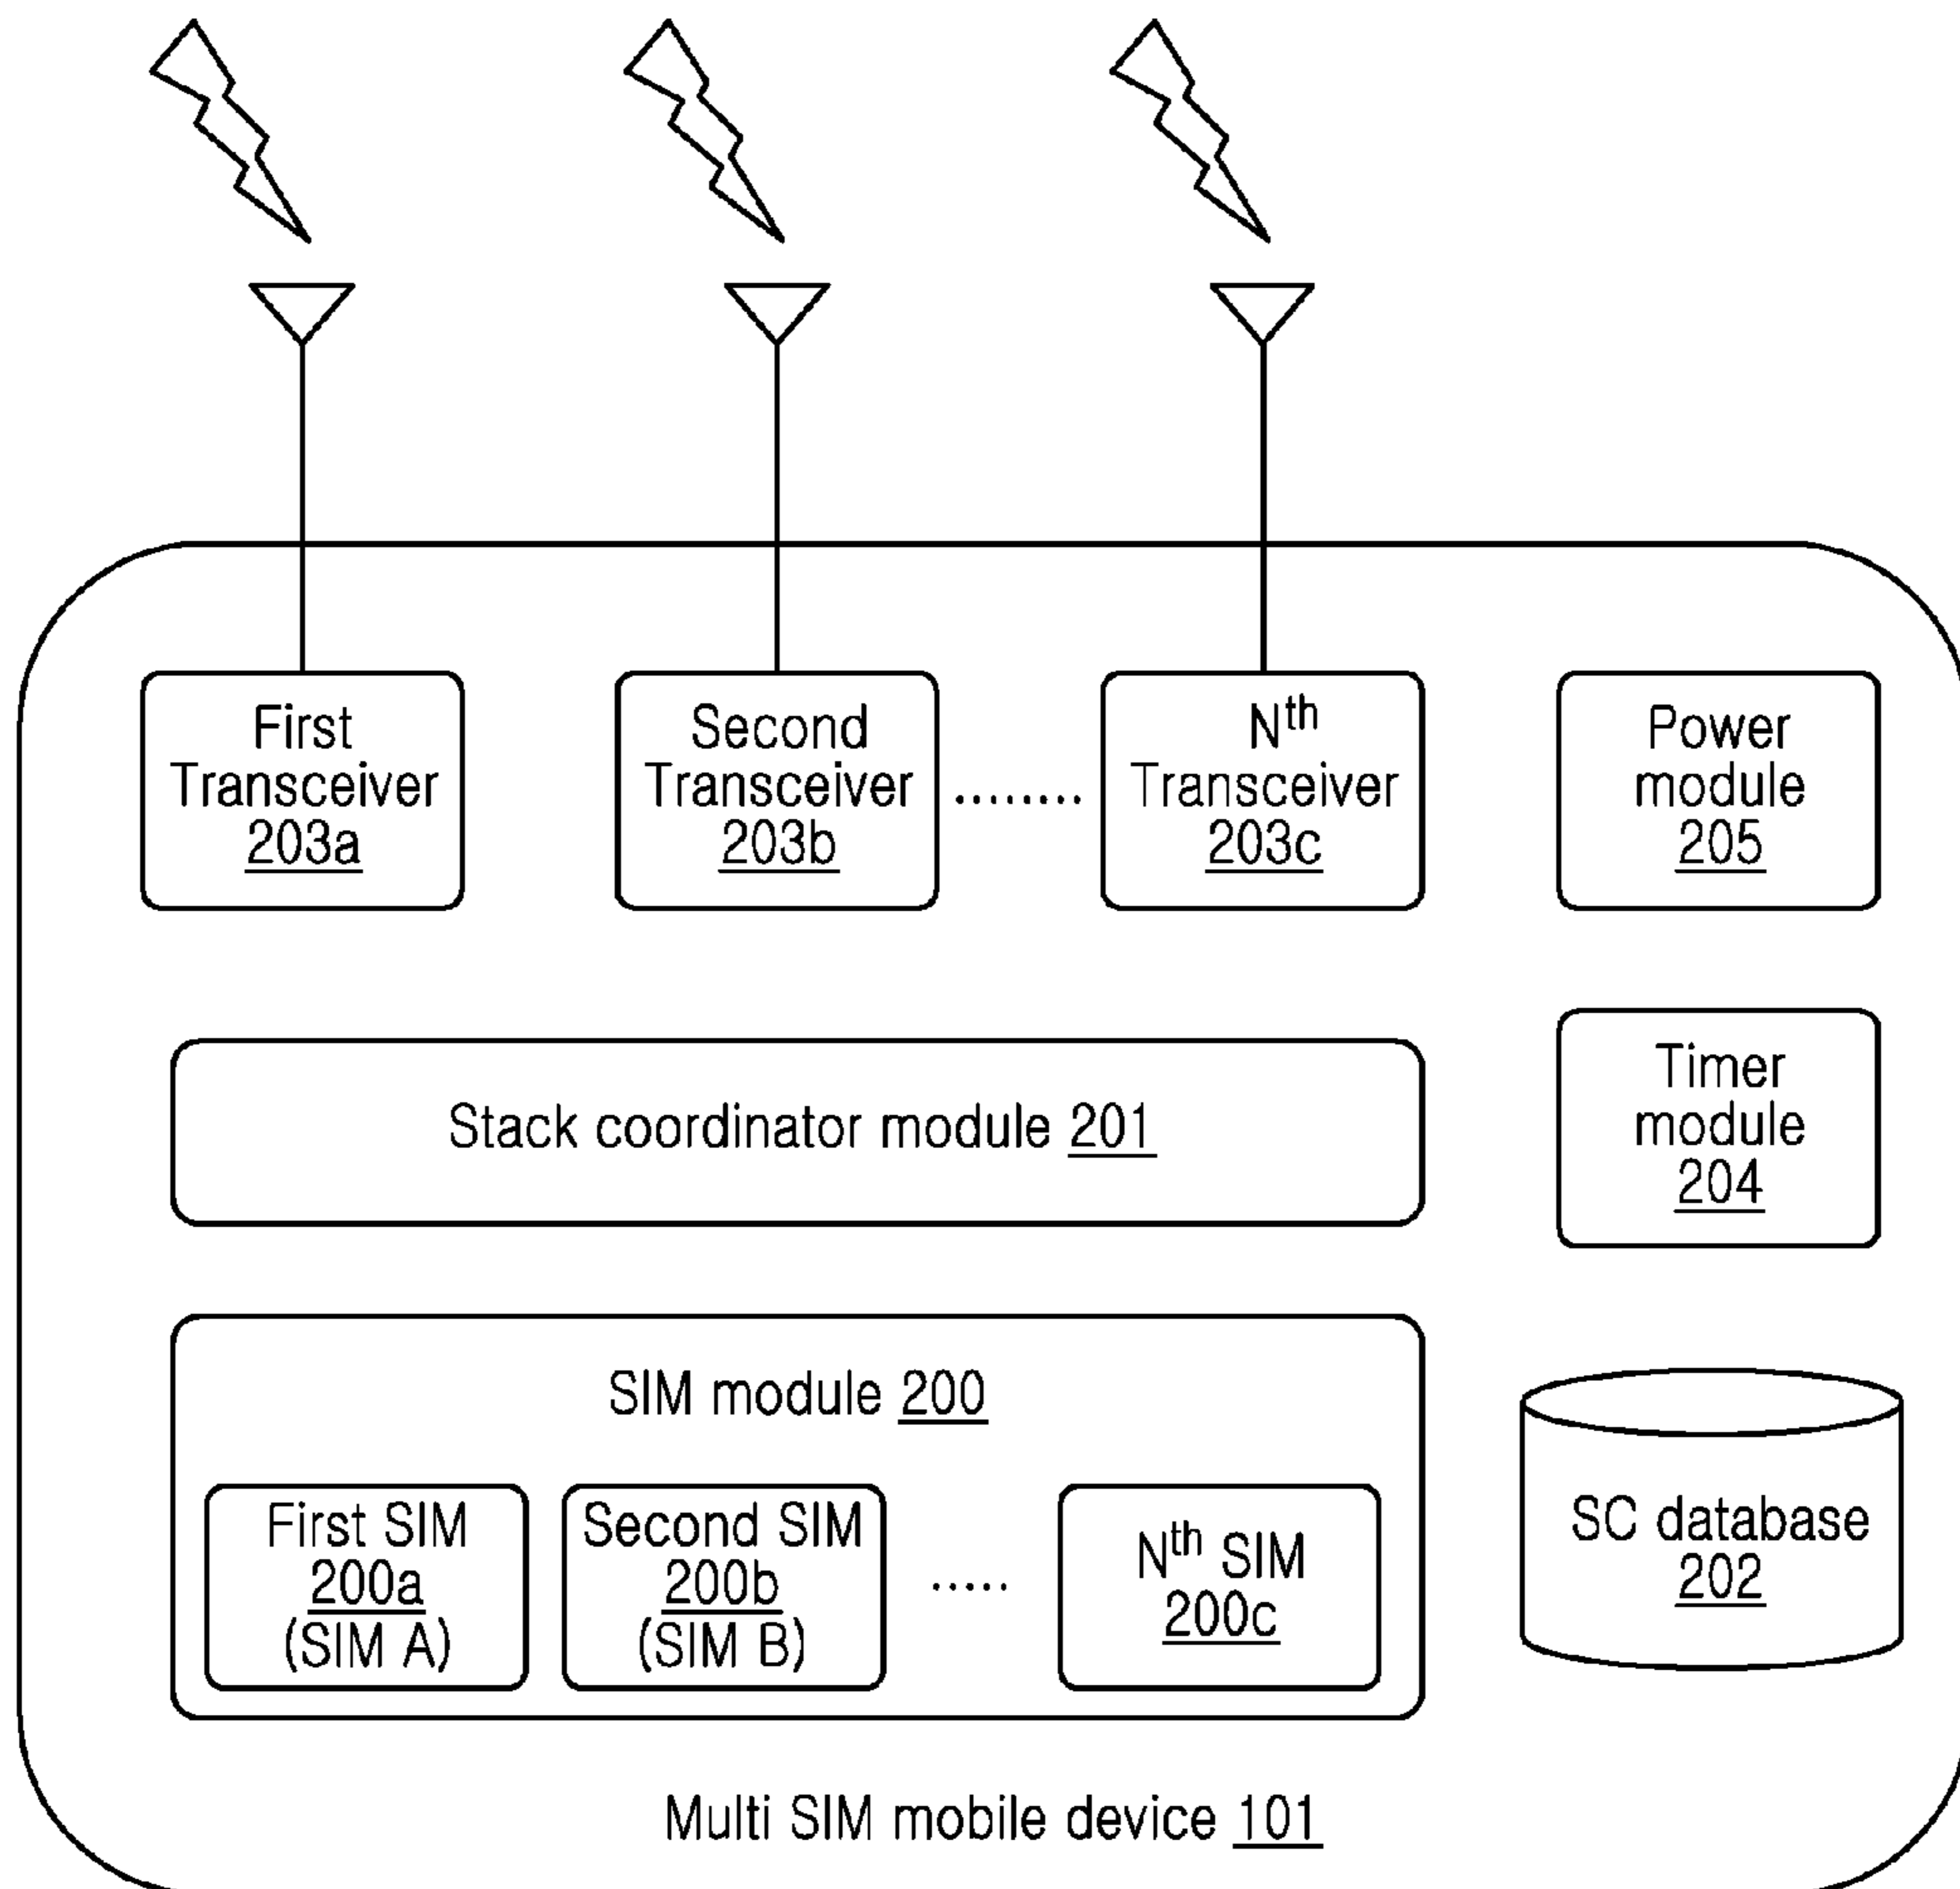 First
Transceiver
203a
Second
Transceiver
203b
........
Nth
Transceiver
203c
Power
module
205
Stack coordinator module 201
Timer
module
204
SIM module 200
First SIM
200a
(SIM A)
Second SIM
200b
(SIM B)
.....
Nth SIM
200c
SC database
202
Multi SIM mobile device 101